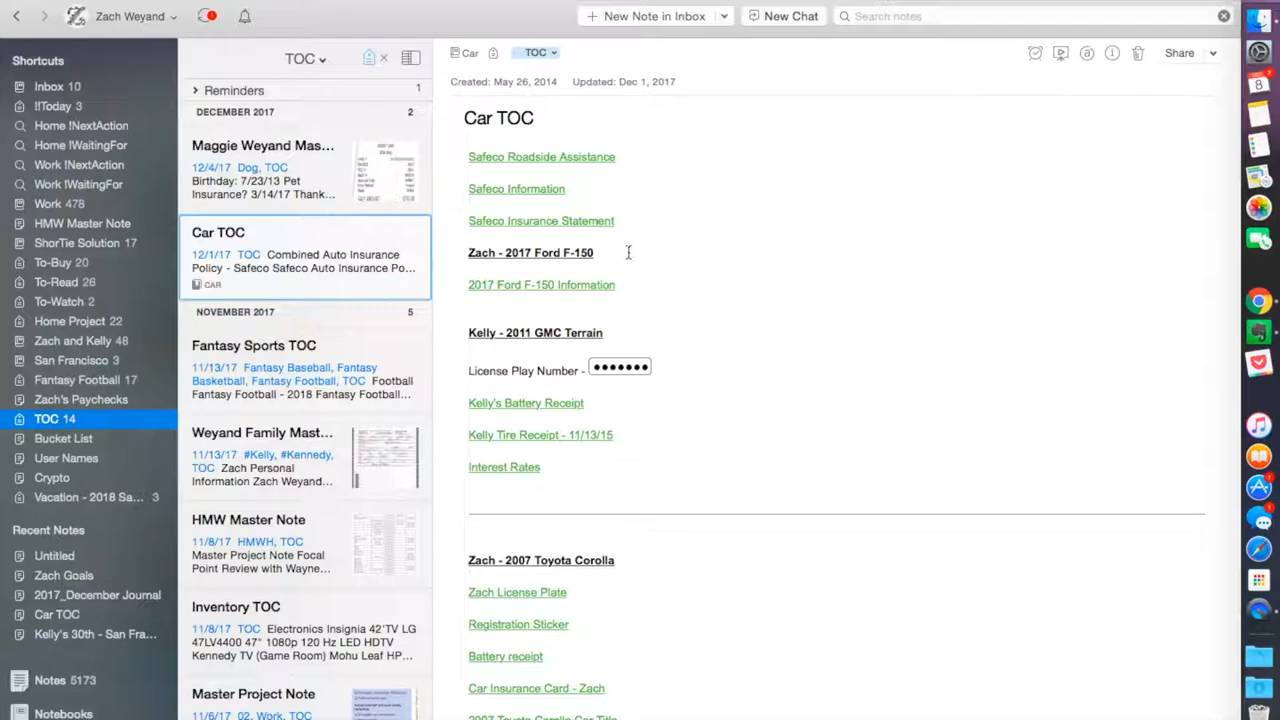 Zach Weyand
New Note in Inbox
New Chat
Search notes
Shortcuts
Inbox 10
!!Today 3
Home !NextAction
Home !WaitingFor
Work !NextAction
Work !WaitingFor
Work 478
HMW Master Note
ShorTie Solution 17
To-Buy 20
To-Read 26
To-Watch 2
Home Project 22
Zach and Kelly 48
San Francisco 3
Fantasy Football 17
Zach's Paychecks
TOC 14
Bucket List
User Names
Crypto
Vacation - 2018 Sa... 3
Recent Notes
Untitled
Zach Goals
2017_December Journal
Car TOC
Kelly's 30th - San Fra...
Notes 5173
Notebooks
TOC
Reminders 1
DECEMBER 2017 2
Maggie Weyand Mas...
12/4/17 Dog, TOC
Birthday: 7/23/13 Pet
Insurance? 3/14/17 Thank...
Car TOC
12/1/17 TOC Combined Auto Insurance
Policy - Safeco Safeco Auto Insurance Po...
CAR
NOVEMBER 2017 5
Fantasy Sports TOC
11/13/17 Fantasy Baseball, Fantasy
Basketball, Fantasy Football, TOC Football
Fantasy Football - 2018 Fantasy Football...
Weyand Family Mast...
11/13/17 #Kelly, #Kennedy,
TOC Zach Personal
Information Zach Weyand...
HMW Master Note
11/8/17 HMWH, TOC
Master Project Note Focal
Point Review with Wayne...
Inventory TOC
11/8/17 TOC Electronics Insignia 42'TV LG
47LV4400 47" 1080p 120 Hz LED HDTV
Kennedy TV (Game Room) Mohu Leaf HP...
Master Project Note
11/6/17 02. Work, TOC
Car
TOC
Share
Created: May 26, 2014 Updated: Dec 1, 2017
Car TOC
Safeco Roadside Assistance
Safeco Information
Safeco Insurance Statement
Zach - 2017 Ford F-150
2017 Ford F-150 Information
Kelly - 2011 GMC Terrain
License Play Number - •••••••
Kelly's Battery Receipt
Kelly Tire Receipt - 11/13/15
Interest Rates
Zach - 2007 Toyota Corolla
Zach License Plate
Registration Sticker
Battery receipt
Car Insurance Card - Zach
2007 Toyota Corolla Car Title